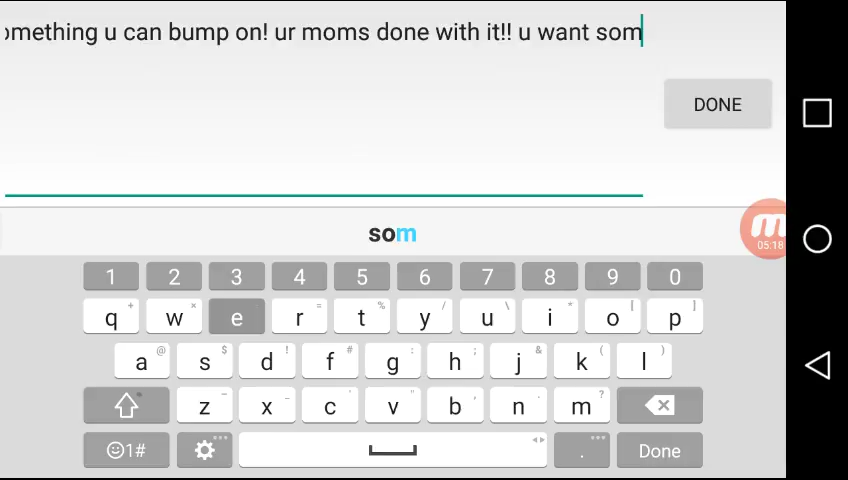 omething u can bump on! ur moms done with it!! u want som
DONE
som
05:18
1 2 3 4 5 6 7 8 9 0
q + w × e r = t % y / u \ i * o [ p ]
a @ s $ d ! f # g : h ; j & k ( l )
z x c v b n m ?
1# . Done